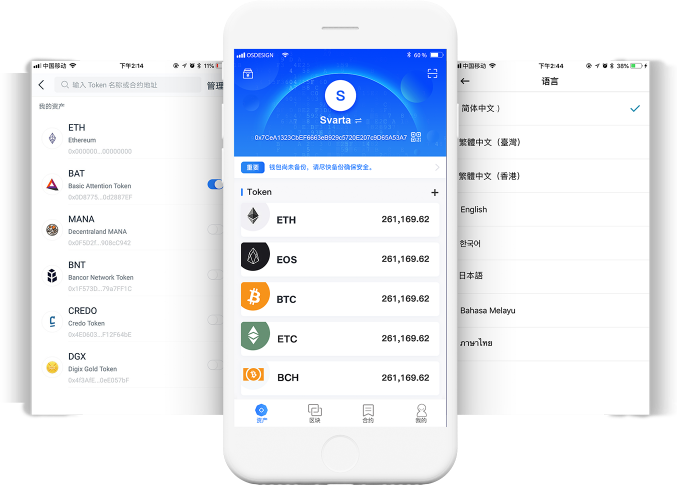 中国移动
下午2:14
11%
输入 Token 名称或合约地址
管理
我的资产
ETH
Ethereum
0x000000...00000000
BAT
Basic Attention Token
0x0D8775...0d2887EF
MANA
Decentraland MANA
0x0F5D2f...908cC942
BNT
Bancor Network Token
0x1F573D...79a7FF1C
CREDO
Credo Token
0x4E0603...F12F64bE
DGX
Digix Gold Token
0x4f3AfE...0eE057bF
OSDESIGN
60 %
S
Svarta
0x7CeA1323CbEF6663eB929c5720E207c9D65A53A7
重要
钱包尚未备份，请尽快备份确保安全。
Token
+
ETH
261,169.62
EOS
261,169.62
BTC
261,169.62
ETC
261,169.62
BCH
261,169.62
资产
区块
合约
我的
中国移动
下午2:44
38%
语言
简体中文 ）
繁體中文（臺灣）
繁體中文（香港）
English
한국어
日本語
Bahasa Melayu
ภาษาไทย